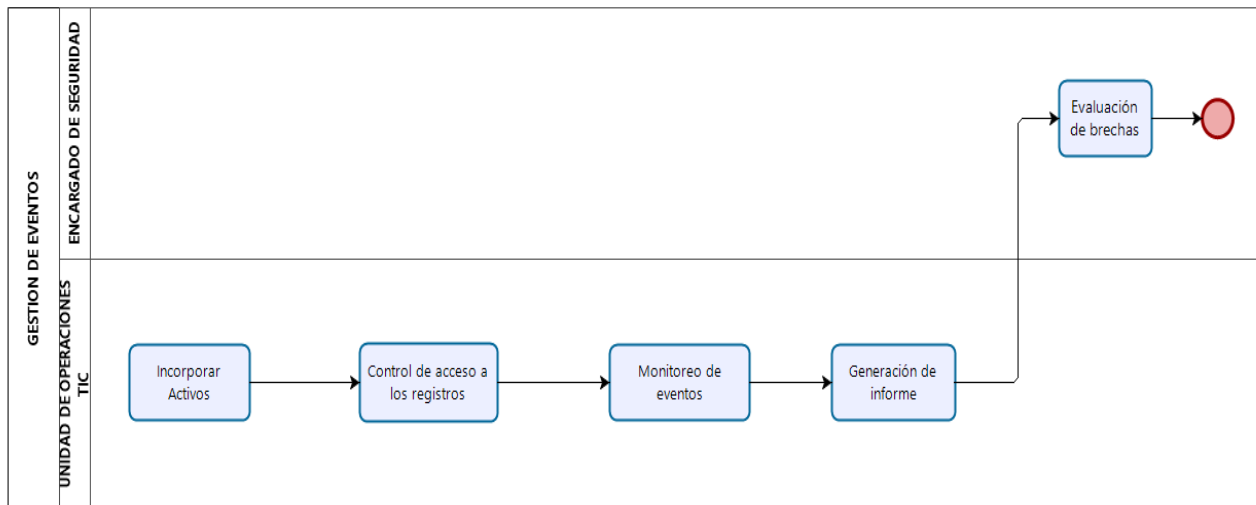 GESTION DE EVENTOS
ENCARGADO DE SEGURIDAD
Evaluación
de brechas
UNIDAD DE OPERACIONES
TIC
Incorporar
Activos
Control de acceso a
los registros
Monitoreo de
eventos
Generación de
informe